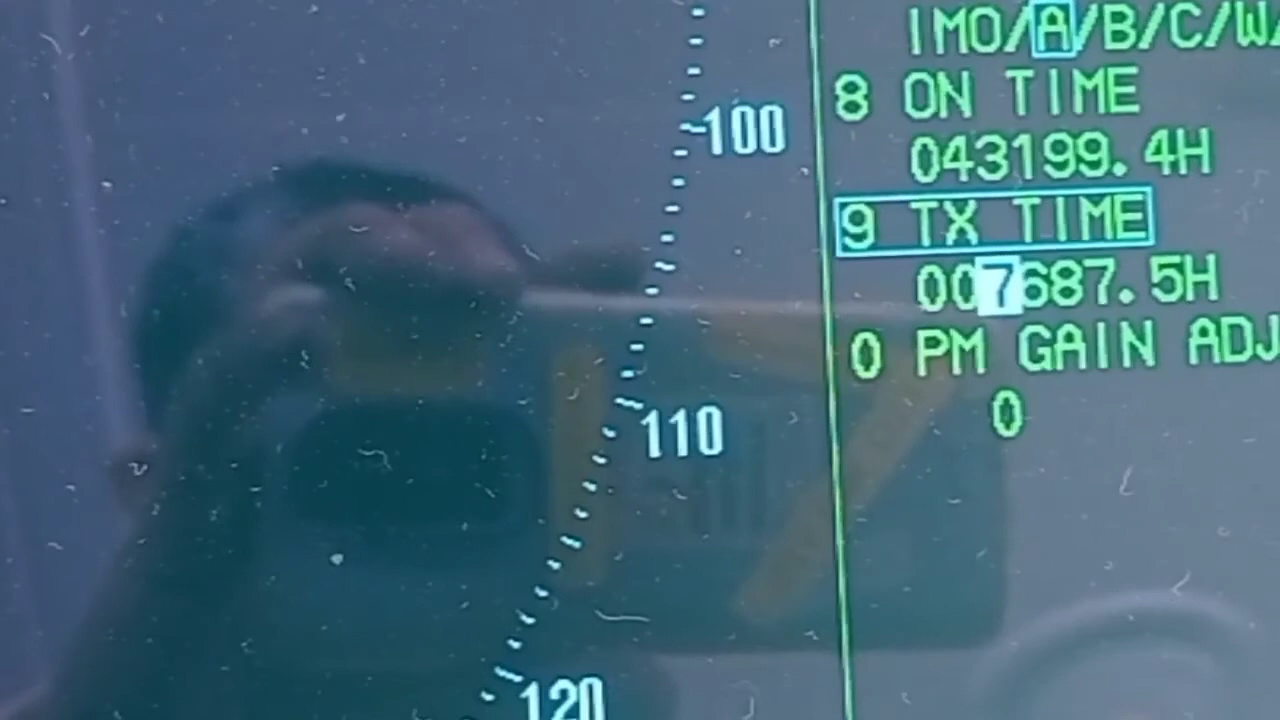 IMO/A/B/C/W/
8 ON TIME
043199.4H
9 TX TIME
007687.5H
0 PM GAIN ADJ
0
100
110
120